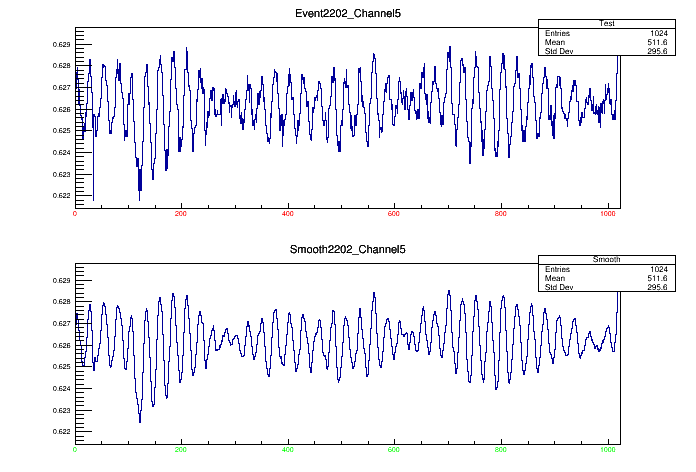 Event2202_Channel5
Test
Entries 1024
Mean 511.6
Std Dev 295.6
0.629
0.628
0.627
0.626
0.625
0.624
0.623
0.622
0 200 400 600 800 1000
Smooth2202_Channel5
Smooth
Entries 1024
Mean 511.6
Std Dev 295.6
0.629
0.628
0.627
0.626
0.625
0.624
0.623
0.622
0 200 400 600 800 1000